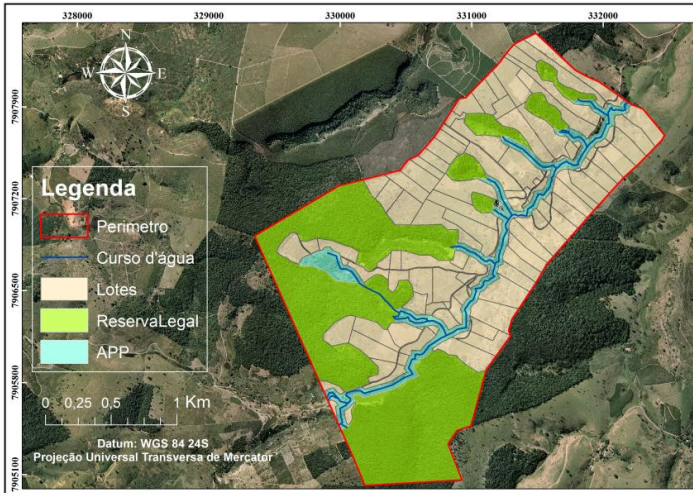 328000 329000 330000 331000 332000
7907900
7907200
7906500
7905800
7905100
N
W E
S
Legenda
Perimetro
Curso d'água
Lotes
ReservaLegal
APP
0 0,25 0,5 1 Km
Datum: WGS 84 24S
Projeção Universal Transversa de Mercator